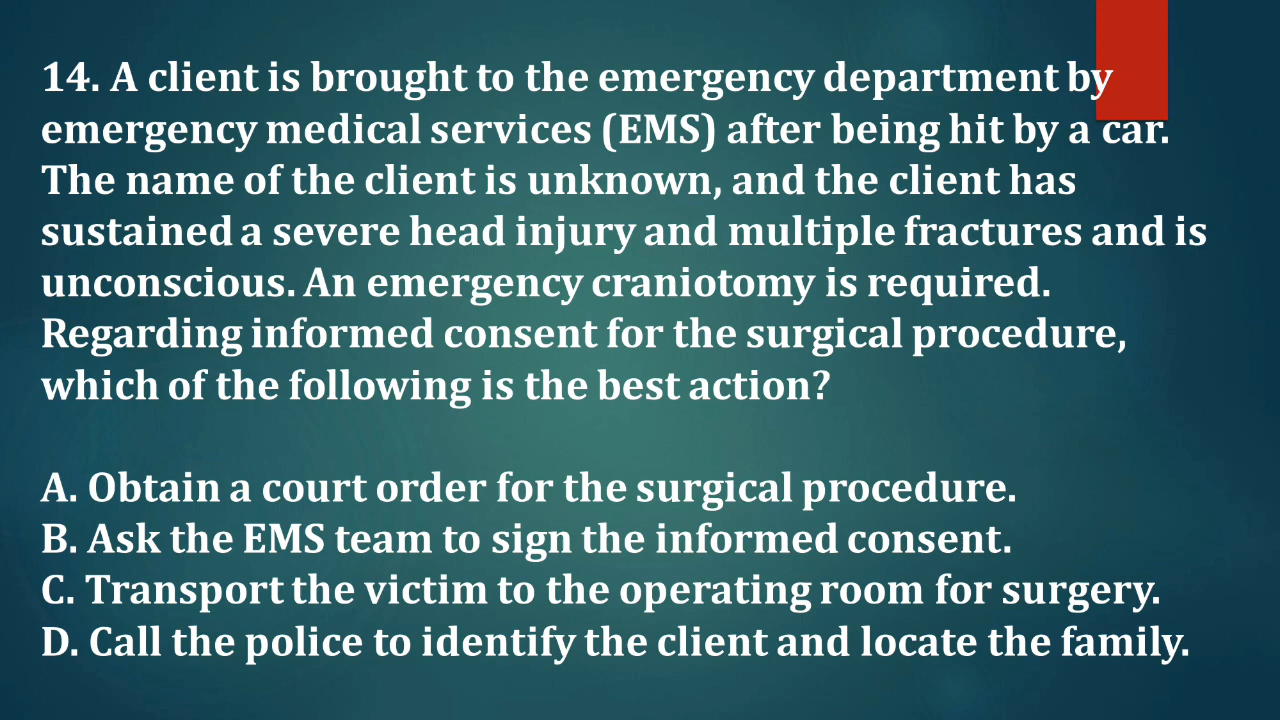 14. A client is brought to the emergency department by
emergency medical services (EMS) after being hit by a car.
The name of the client is unknown, and the client has
sustained a severe head injury and multiple fractures and is
unconscious. An emergency craniotomy is required.
Regarding informed consent for the surgical procedure,
which of the following is the best action?
A. Obtain a court order for the surgical procedure.
B. Ask the EMS team to sign the informed consent.
C. Transport the victim to the operating room for surgery.
D. Call the police to identify the client and locate the family.